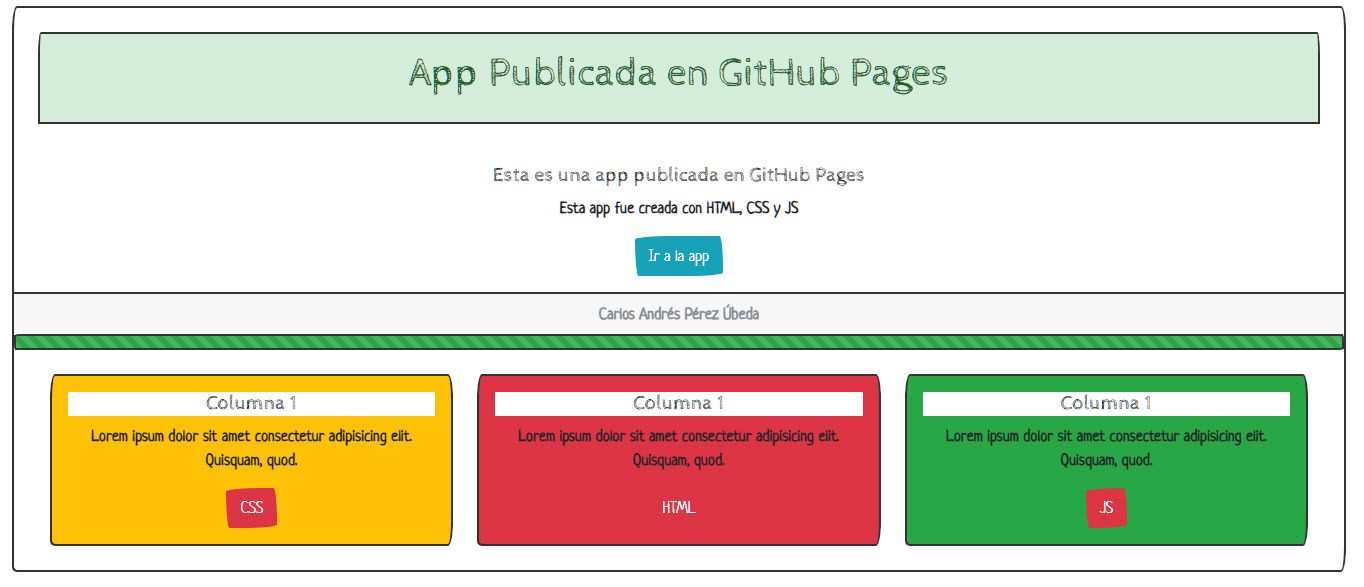 App Publicada en GitHub Pages
Esta es una app publicada en GitHub Pages
Esta app fue creada con HTML, CSS y JS
Ir a la app
Carlos Andrés Pérez Úbeda
Columna 1
Lorem ipsum dolor sit amet consectetur adipisicing elit.
Quisquam, quod.
CSS
Columna 1
Lorem ipsum dolor sit amet consectetur adipisicing elit.
Quisquam, quod.
HTML
Columna 1
Lorem ipsum dolor sit amet consectetur adipisicing elit.
Quisquam, quod.
JS